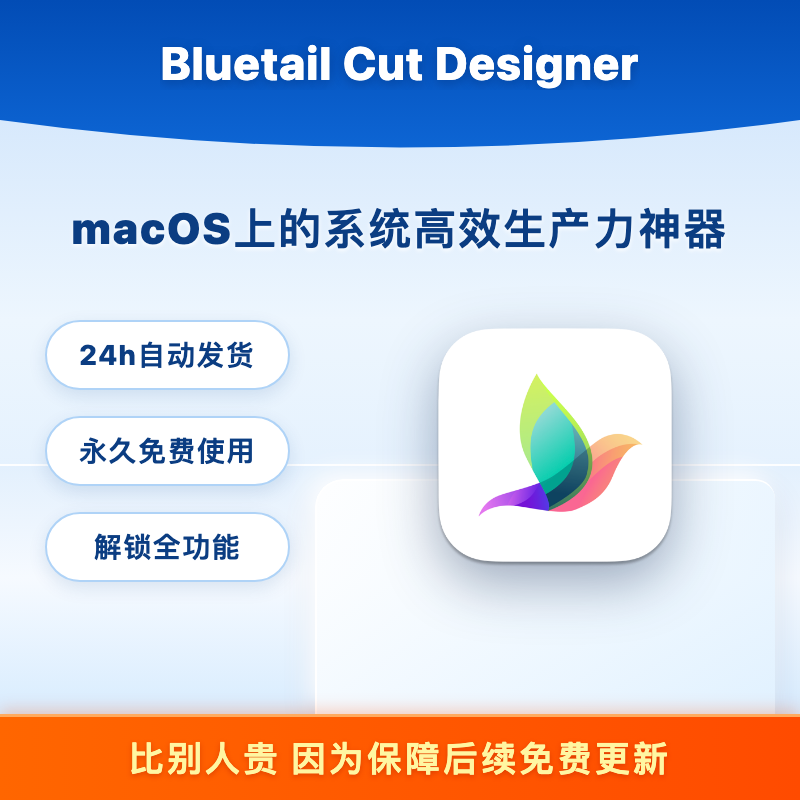 Bluetail Cut Designer
macOS上的系统高效生产力神器
24h自动发货
永久免费使用
解锁全功能
比别人贵 因为保障后续免费更新